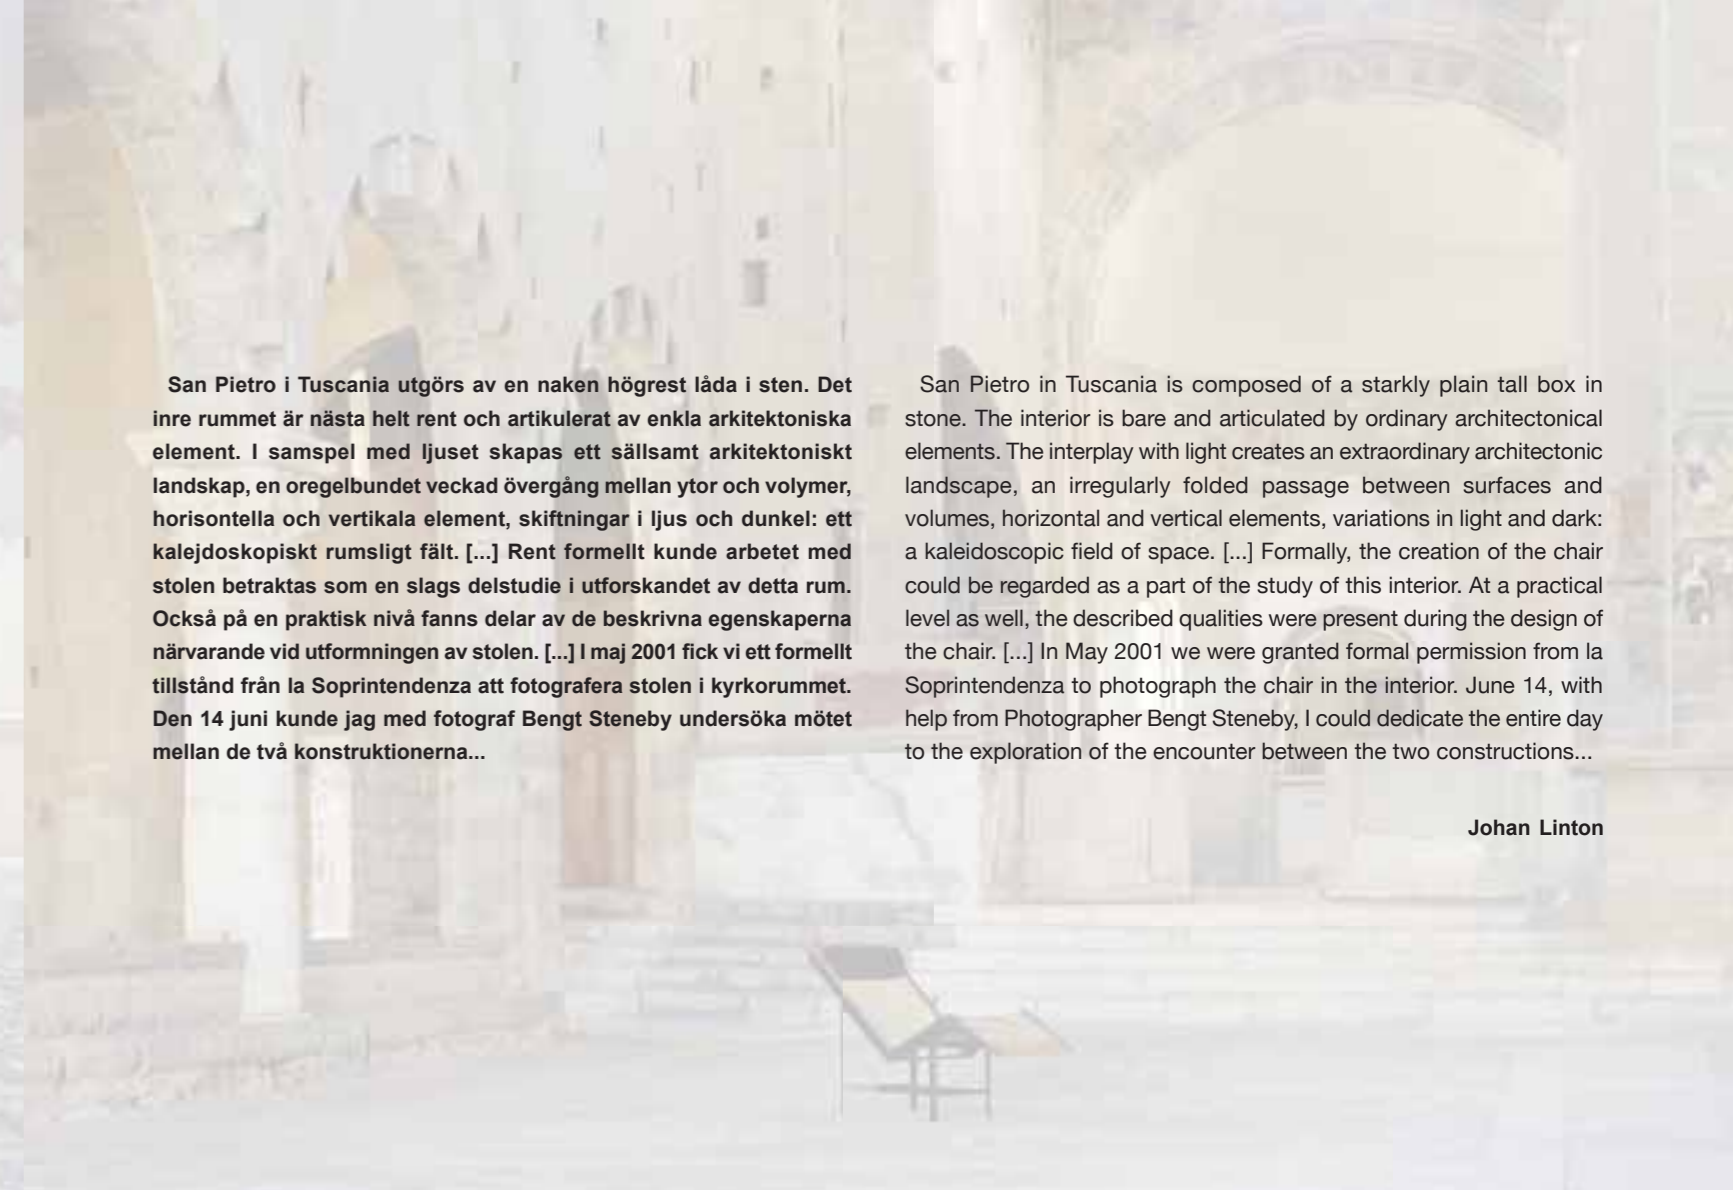 San Pietro i Tuscania utgörs av en naken högrest låda i sten. Det
inre rummet är nästa helt rent och artikulerat av enkla arkitektoniska
element. I samspel med ljuset skapas ett sällsamt arkitektoniskt
landskap, en oregelbundet veckad övergång mellan ytor och volymer,
horisontella och vertikala element, skiftningar i ljus och dunkel: ett
kalejdoskopiskt rumsligt fält. [...] Rent formellt kunde arbetet med
stolen betraktas som en slags delstudie i utforskandet av detta rum.
Också på en praktisk nivå fanns delar av de beskrivna egenskaperna
närvarande vid utformningen av stolen. [...] I maj 2001 fick vi ett formellt
tillstånd från la Soprintendenza att fotografera stolen i kyrkorummet.
Den 14 juni kunde jag med fotograf Bengt Steneby undersöka mötet
mellan de två konstruktionerna...
San Pietro in Tuscania is composed of a starkly plain tall box in
stone. The interior is bare and articulated by ordinary architectonical
elements. The interplay with light creates an extraordinary architectonic
landscape, an irregularly folded passage between surfaces and
volumes, horizontal and vertical elements, variations in light and dark:
a kaleidoscopic field of space. [...] Formally, the creation of the chair
could be regarded as a part of the study of this interior. At a practical
level as well, the described qualities were present during the design of
the chair. [...] In May 2001 we were granted formal permission from la
Soprintendenza to photograph the chair in the interior. June 14, with
help from Photographer Bengt Steneby, I could dedicate the entire day
to the exploration of the encounter between the two constructions...
Johan Linton